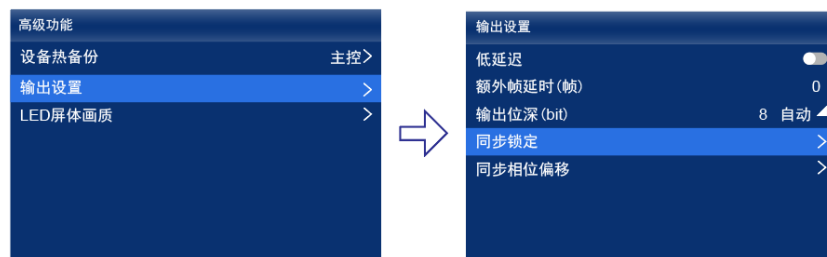 高级功能
设备热备份 主控>
输出设置 >
LED屏体画质 >
输出设置
低延迟
额外帧延时(帧) 0
输出位深(bit) 8 自动
同步锁定 >
同步相位偏移 >